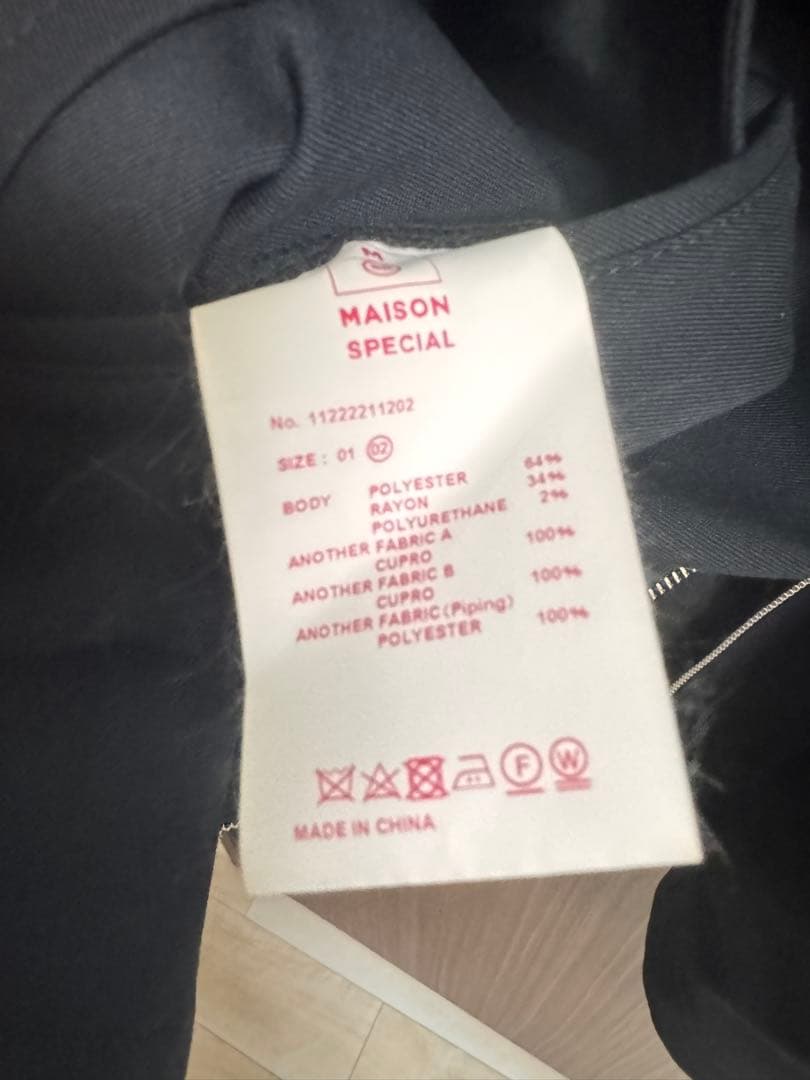 M
MAISON
SPECIAL
No. 11222211202
SIZE : 01 02
BODY POLYESTER 64%
RAYON 34%
POLYURETHANE 2%
ANOTHER FABRIC A
CUPRO 100%
ANOTHER FABRIC B
CUPRO 100%
ANOTHER FABRIC(Piping)
POLYESTER 100%
F W
MADE IN CHINA